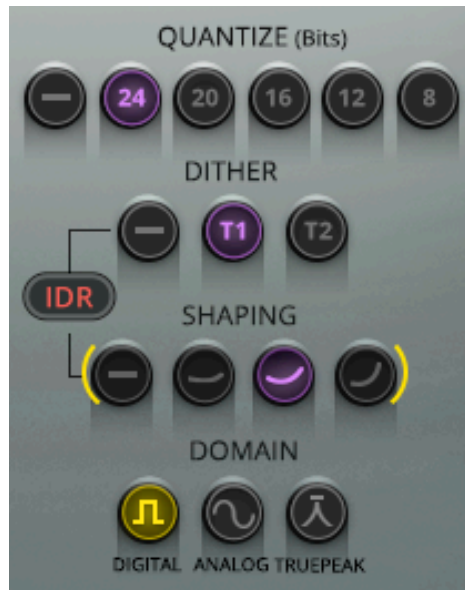 QUANTIZE (Bits)
24 20 16 12 8
DITHER
T1 T2
IDR
SHAPING
DOMAIN
DIGITAL ANALOG TRUEPEAK